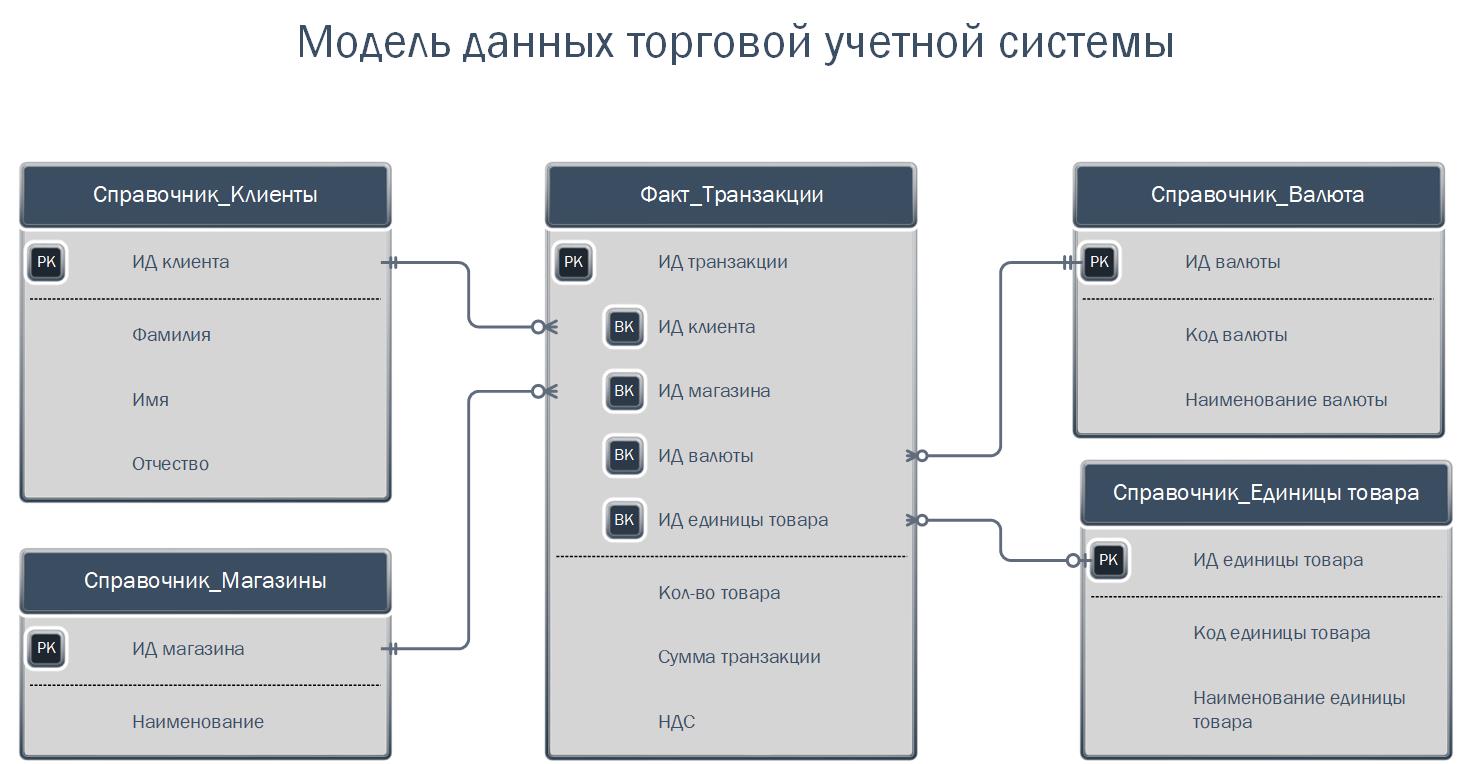 Модель данных торговой учетной системы
Справочник_Клиенты
PK ИД клиента
Фамилия
Имя
Отчество
Справочник_Магазины
PK ИД магазина
Наименование
Факт_Транзакции
PK ИД транзакции
ВК ИД клиента
ВК ИД магазина
ВК ИД валюты
ВК ИД единицы товара
Кол-во товара
Сумма транзакции
НДС
Справочник_Валюта
PK ИД валюты
Код валюты
Наименование валюты
Справочник_Единицы товара
PK ИД единицы товара
Код единицы товара
Наименование единицы
товара